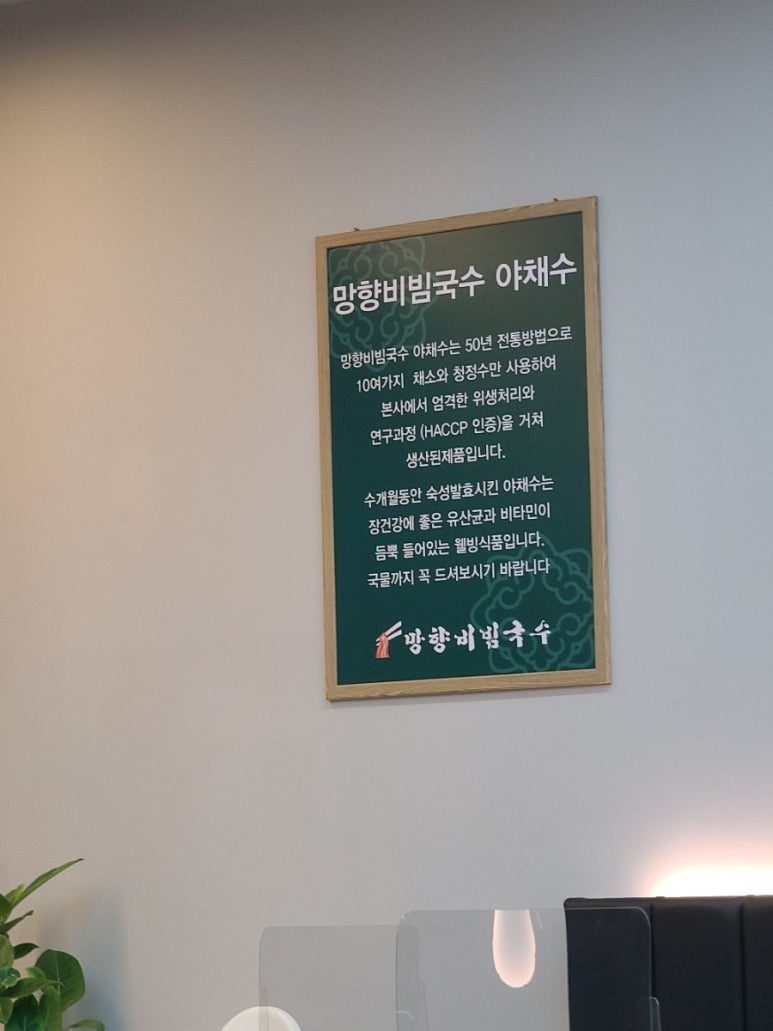 망향비빔국수 야채수
망향비빔국수 야채수는 50년 전통방법으로
10여가지 채소와 청정수만 사용하여
본사에서 엄격한 위생처리와
연구과정 (HACCP 인증)을 거쳐
생산된제품입니다.
수개월동안 숙성발효시킨 야채수는
장건강에 좋은 유산균과 비타민이
듬뿍 들어있는 웰빙식품입니다.
국물까지 꼭 드셔보시기 바랍니다
망향비빔국수